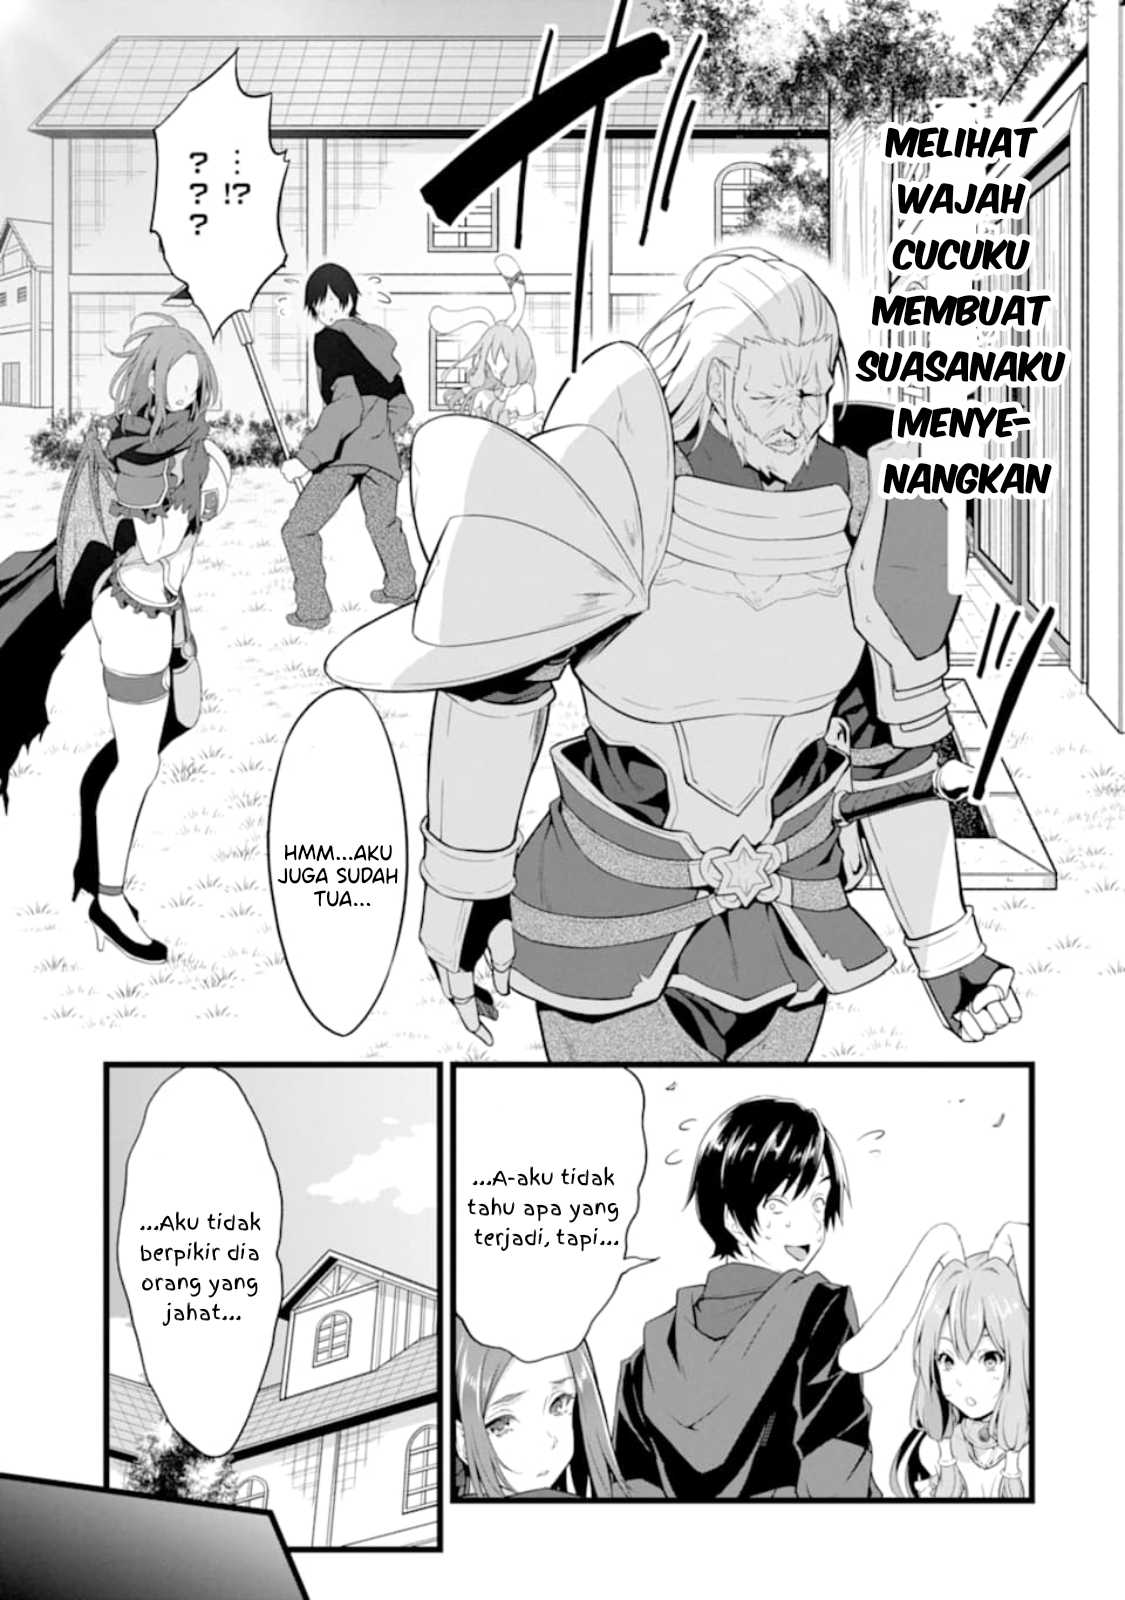 MELIHAT
WAJAH
CUCUKU
MEMBUAT
SUASANAKU
MENYE-
NANGKAN
...!?
???
HMM...AKU
JUGA SUDAH
TUA...
...A-aku tidak
tahu apa yang
terjadi, tapi...
...Aku tidak
berpikir dia
orang yang
jahat...